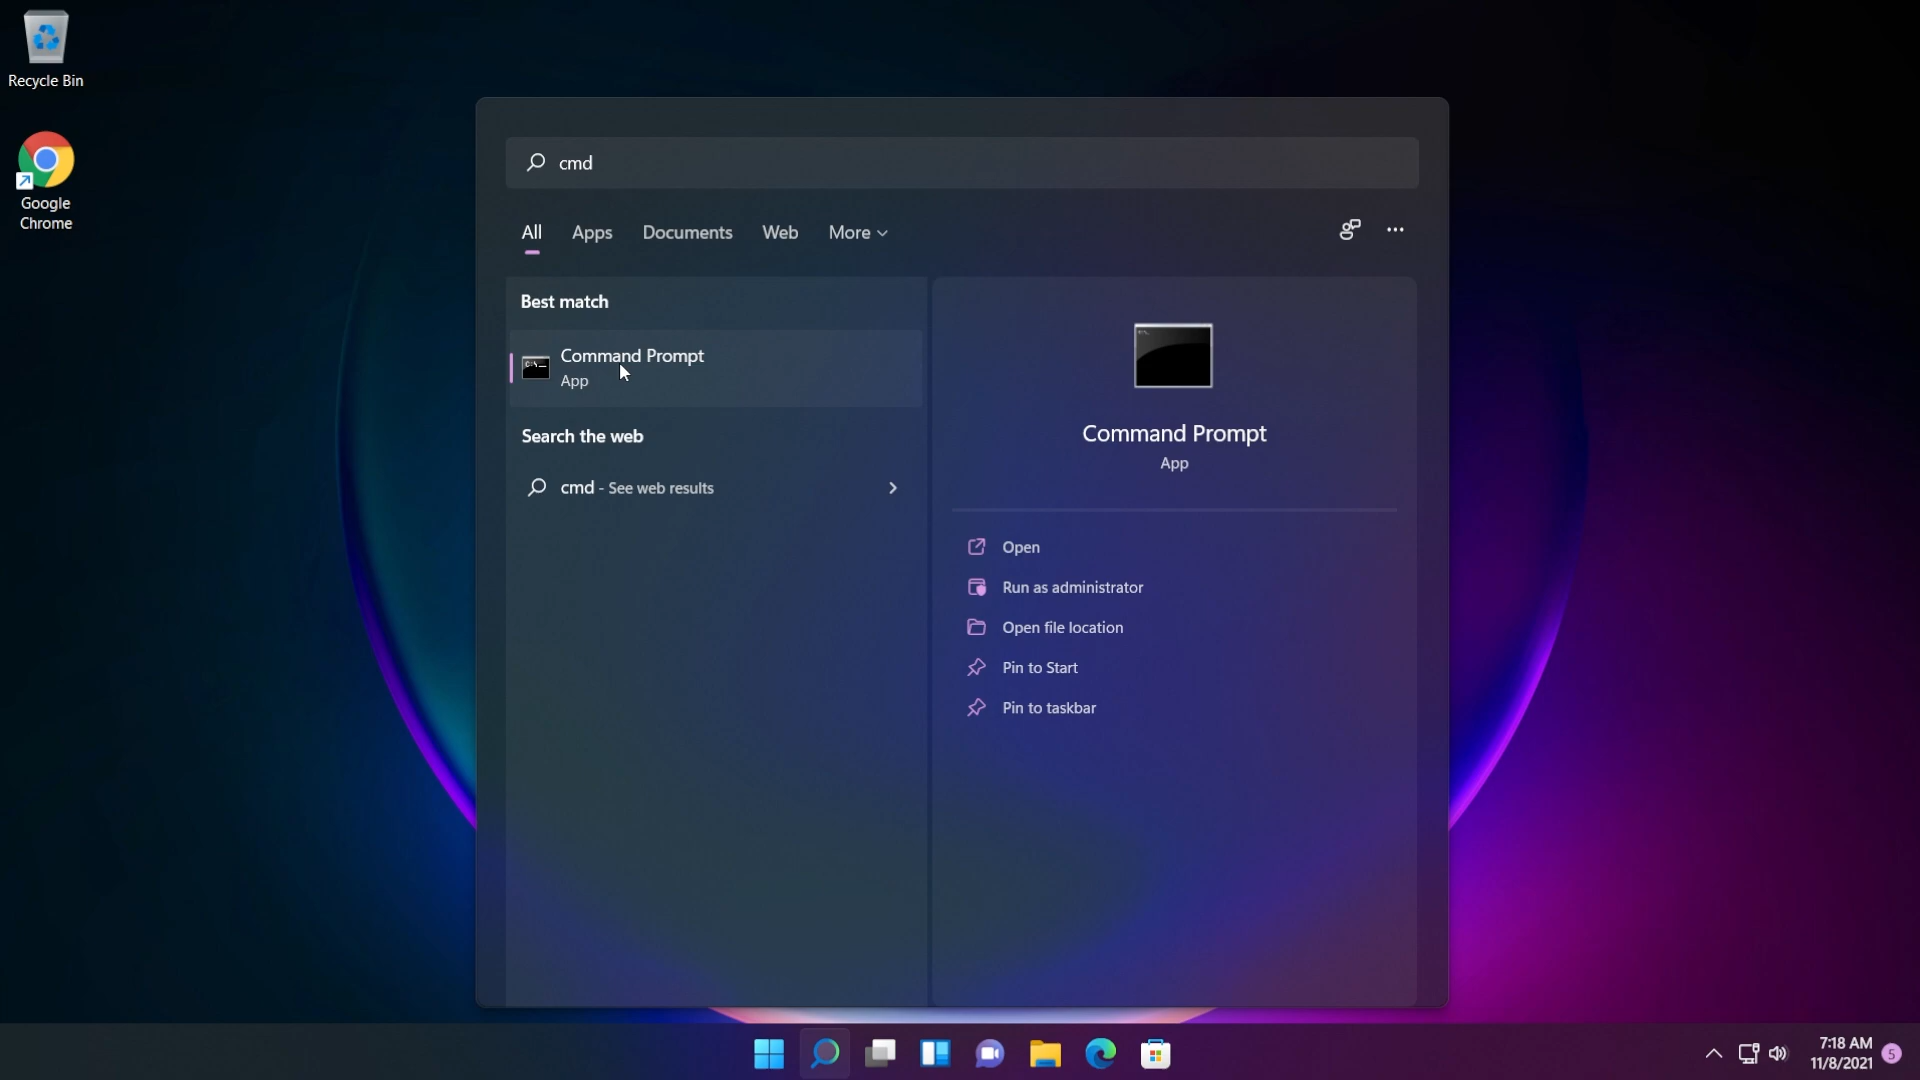 Recycle Bin
Google
Chrome
cmd
All Apps Documents Web More
Best match
Command Prompt
App
Search the web
cmd - See web results
Command Prompt
App
Open
Run as administrator
Open file location
Pin to Start
Pin to taskbar
7:18 AM
11/8/2021
5